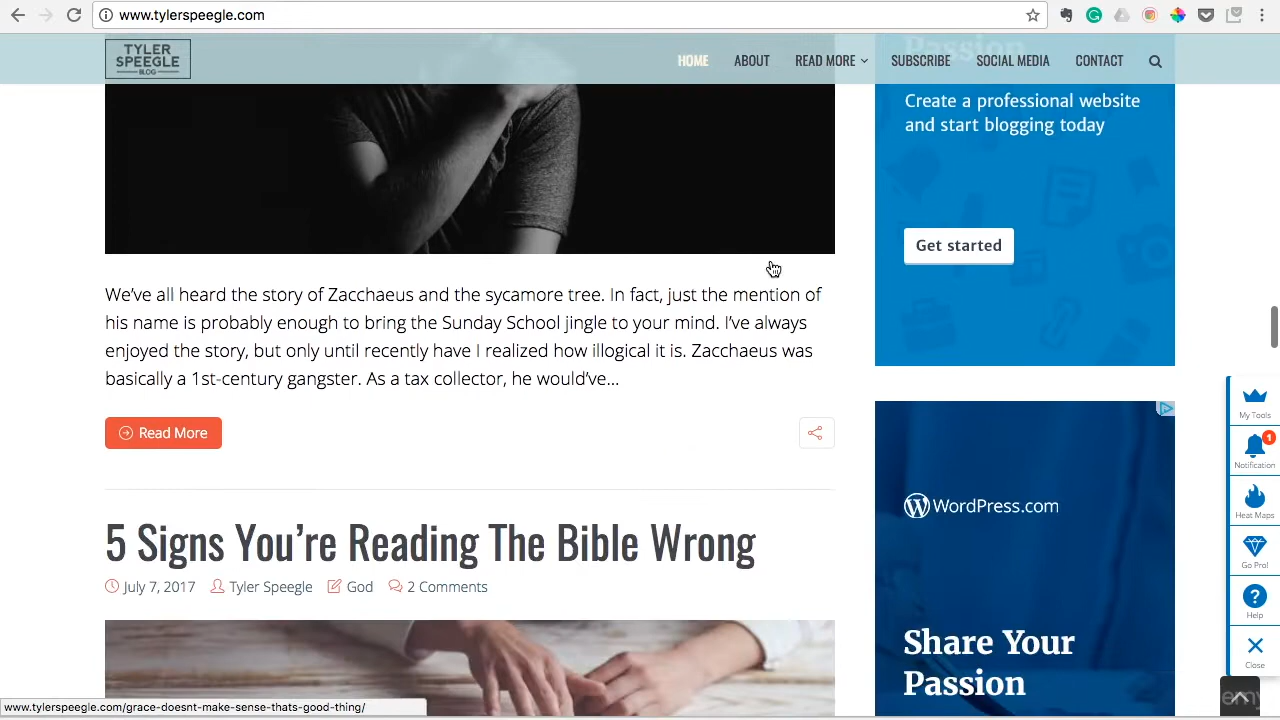 www.tylerspeegle.com
TYLER
SPEEGLE
BLOG
HOME
ABOUT
READ MORE
SUBSCRIBE
SOCIAL MEDIA
CONTACT
Passion
Create a professional website
and start blogging today
Get started
We've all heard the story of Zacchaeus and the sycamore tree. In fact, just the mention of
his name is probably enough to bring the Sunday School jingle to your mind. I've always
enjoyed the story, but only until recently have I realized how illogical it is. Zacchaeus was
basically a 1st-century gangster. As a tax collector, he would've...
Read More
5 Signs You're Reading The Bible Wrong
July 7, 2017 Tyler Speegle God 2 Comments
WordPress.com
Share Your
Passion
My Tools
1
Notification
Heat Maps
Go Pro!
?
Help
Close
www.tylerspeegle.com/grace-doesnt-make-sense-thats-good-thing/